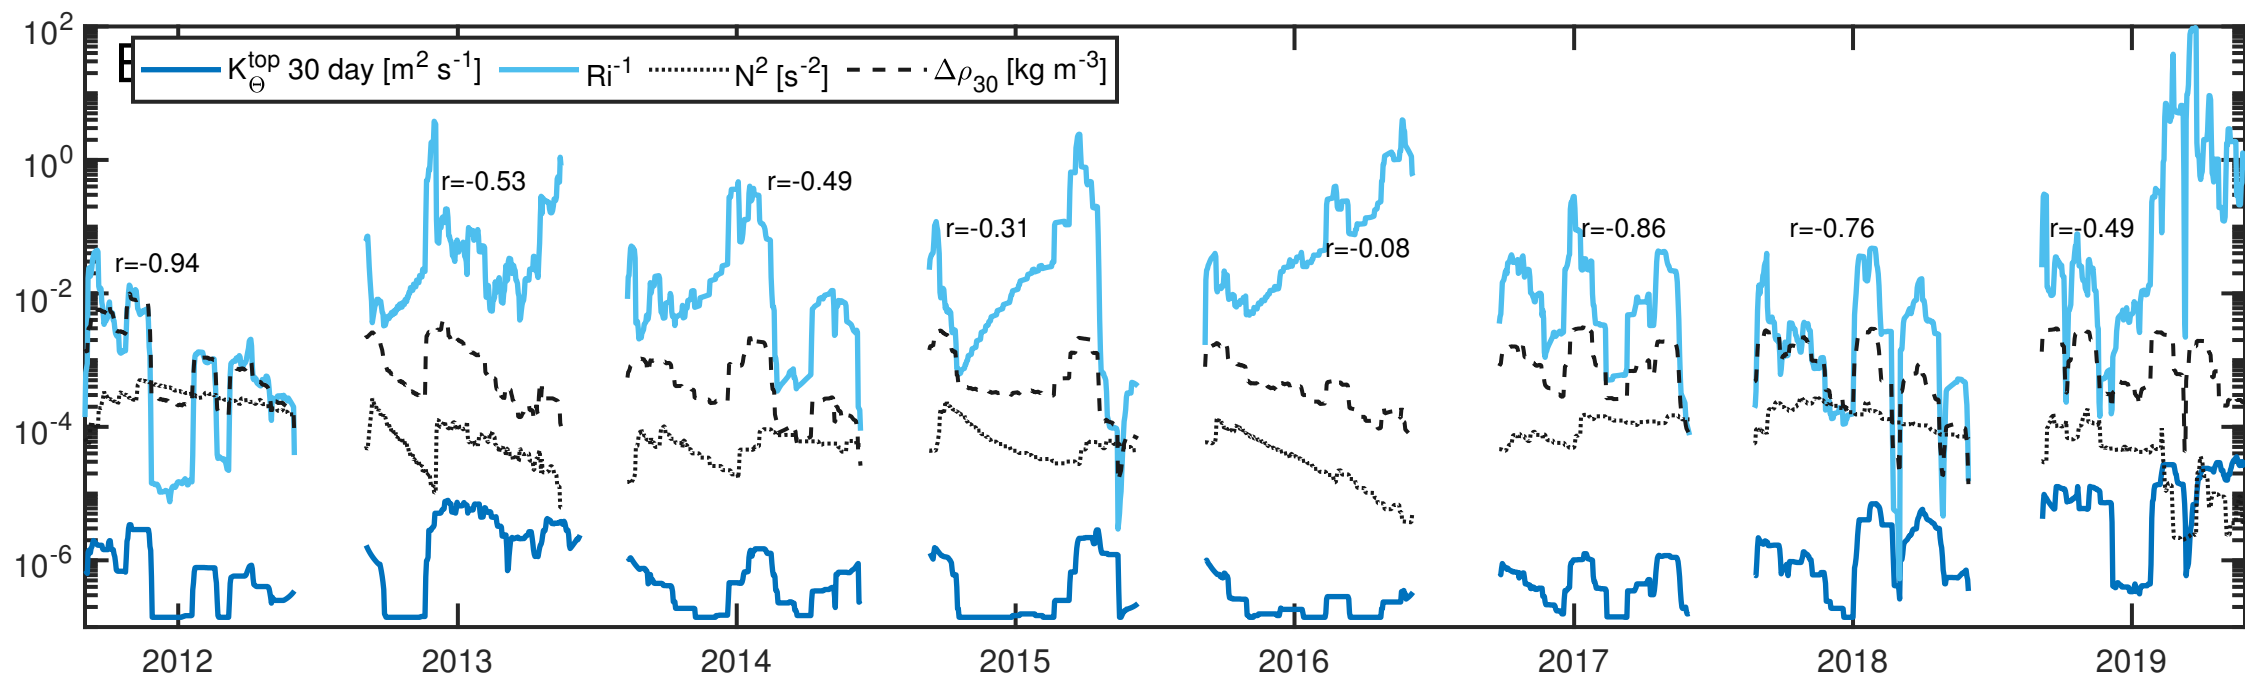 10^2
10^0
10^-2
10^-4
10^-6
K_Θ^top 30 day [m^2 s^-1] Ri^-1 N^2 [s^-2] Δρ_30 [kg m^-3]
r=-0.94
r=-0.53
r=-0.49
r=-0.31
r=-0.08
r=-0.86
r=-0.76
r=-0.49
2012 2013 2014 2015 2016 2017 2018 2019